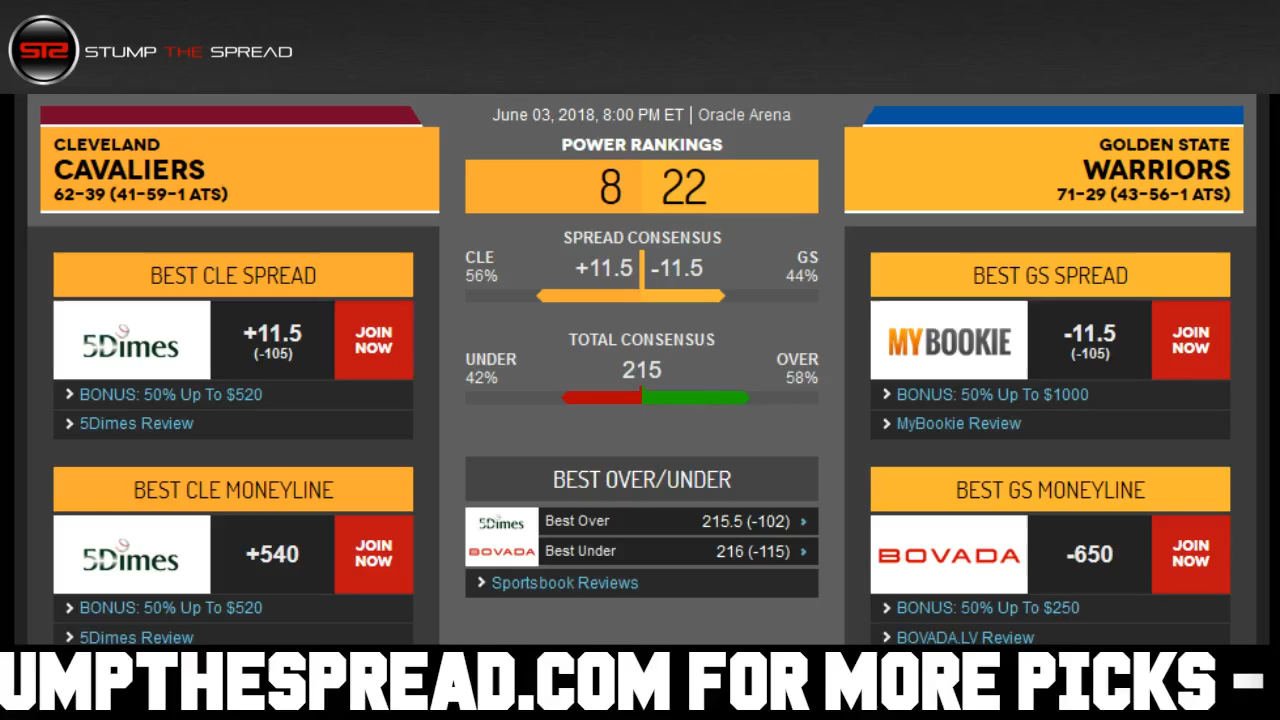 STS STUMP THE SPREAD
June 03, 2018, 8:00 PM ET | Oracle Arena
CLEVELAND
CAVALIERS
62-39 (41-59-1 ATS)
POWER RANKINGS
8 22
GOLDEN STATE
WARRIORS
71-29 (43-56-1 ATS)
SPREAD CONSENSUS
CLE
56%
+11.5 -11.5
GS
44%
TOTAL CONSENSUS
UNDER
42%
215
OVER
58%
BEST CLE SPREAD
5Dimes
+11.5
(-105)
JOIN
NOW
BONUS: 50% Up To $520
5Dimes Review
BEST CLE MONEYLINE
5Dimes
+540
JOIN
NOW
BONUS: 50% Up To $520
5Dimes Review
BEST OVER/UNDER
5Dimes Best Over 215.5 (-102)
BOVADA Best Under 216 (-115)
Sportsbook Reviews
BEST GS SPREAD
MYBOOKIE
-11.5
(-105)
JOIN
NOW
BONUS: 50% Up To $1000
MyBookie Review
BEST GS MONEYLINE
BOVADA
-650
JOIN
NOW
BONUS: 50% Up To $250
BOVADA.LV Review
UMPTHESPREAD.COM FOR MORE PICKS -